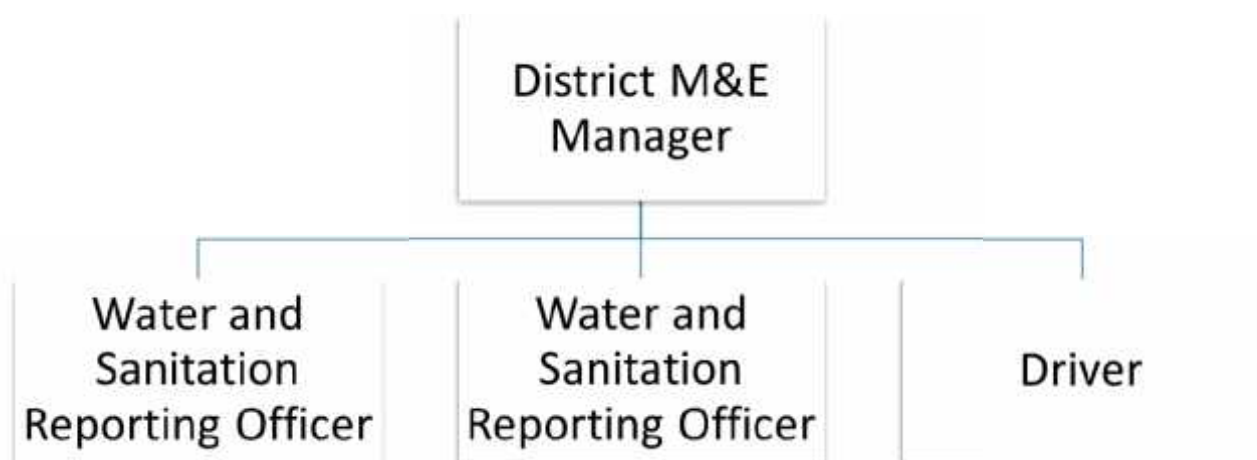 District M&E
Manager
Water and
Sanitation
Reporting Officer
Water and
Sanitation
Reporting Officer
Driver